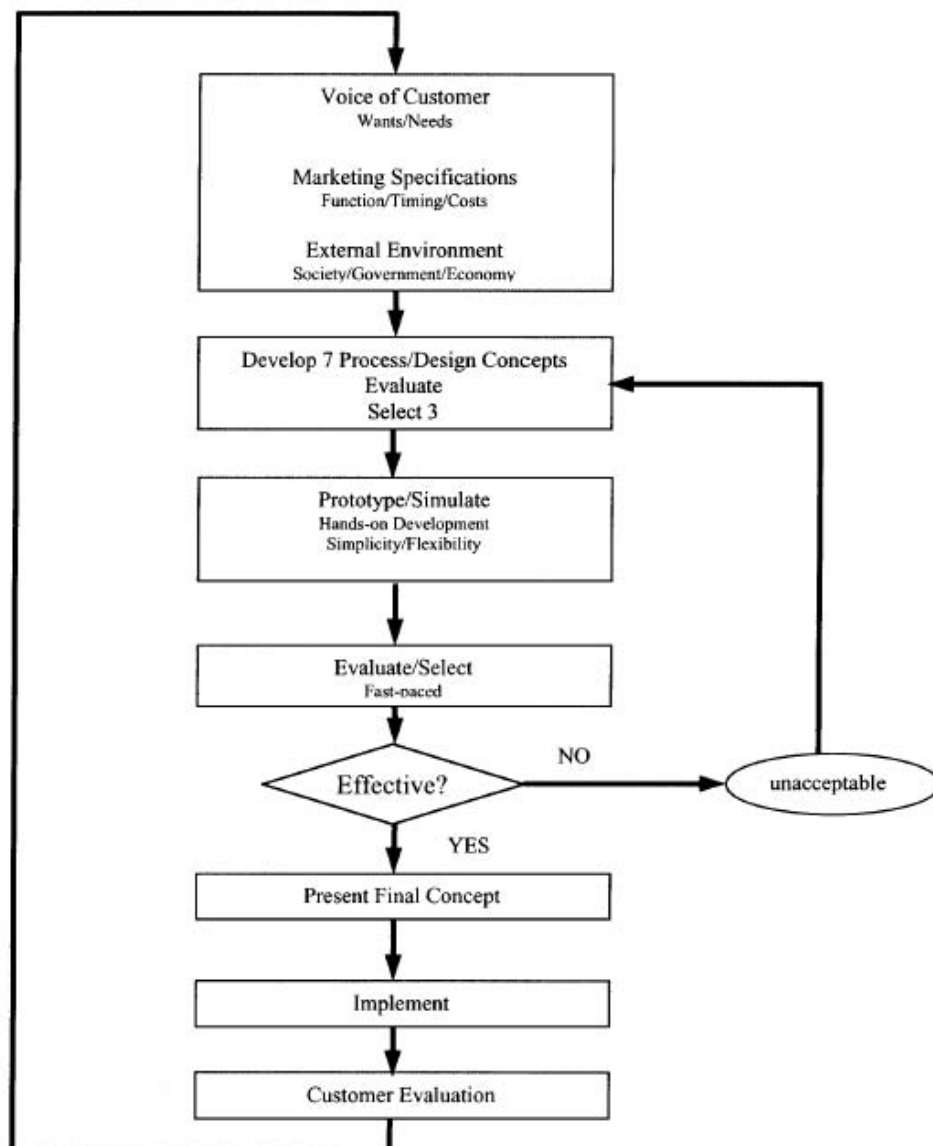 Voice of Customer
Wants/Needs
Marketing Specifications
Function/Timing/Costs
External Environment
Society/Government/Economy
Develop 7 Process/Design Concepts
Evaluate
Select 3
Prototype/Simulate
Hands-on Development
Simplicity/Flexibility
Evaluate/Select
Fast-paced
Effective?
NO
unacceptable
YES
Present Final Concept
Implement
Customer Evaluation